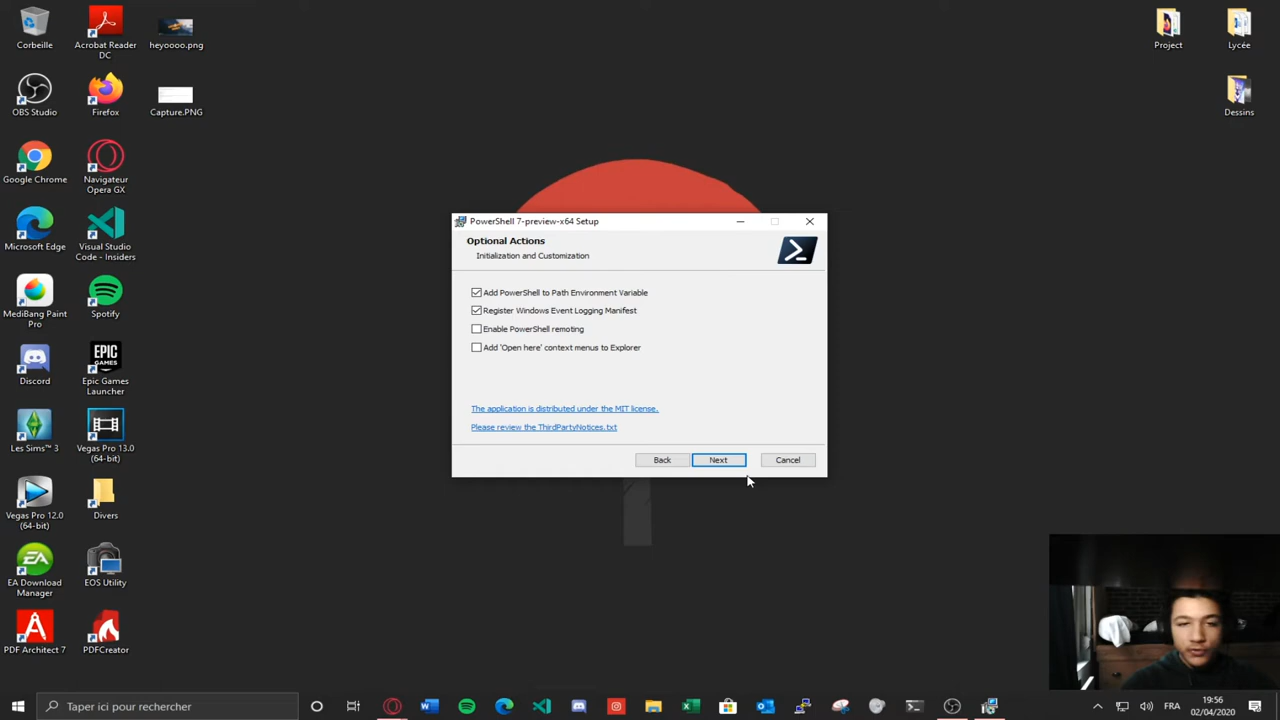 Corbeille
Acrobat Reader
DC
heyoooo.png
Project
Lycée
OBS Studio
Firefox
Capture.PNG
Dessins
Google Chrome
Navigateur
Opera GX
Microsoft Edge
Visual Studio
Code - Insiders
MediBang Paint
Pro
Spotify
Discord
EPIC
GAMES
Epic Games
Launcher
Les Sims™ 3
Vegas Pro 13.0
(64-bit)
Vegas Pro 12.0
(64-bit)
Divers
EA Download
Manager
EOS Utility
PDF Architect 7
PDFCreator
PowerShell 7-preview-x64 Setup
Optional Actions
Initialization and Customization
Add PowerShell to Path Environment Variable
Register Windows Event Logging Manifest
Enable PowerShell remoting
Add 'Open here' context menus to Explorer
The application is distributed under the MIT license.
Please review the ThirdPartyNotices.txt
Back
Next
Cancel
Taper ici pour rechercher
FRA
19:56
02/04/2020